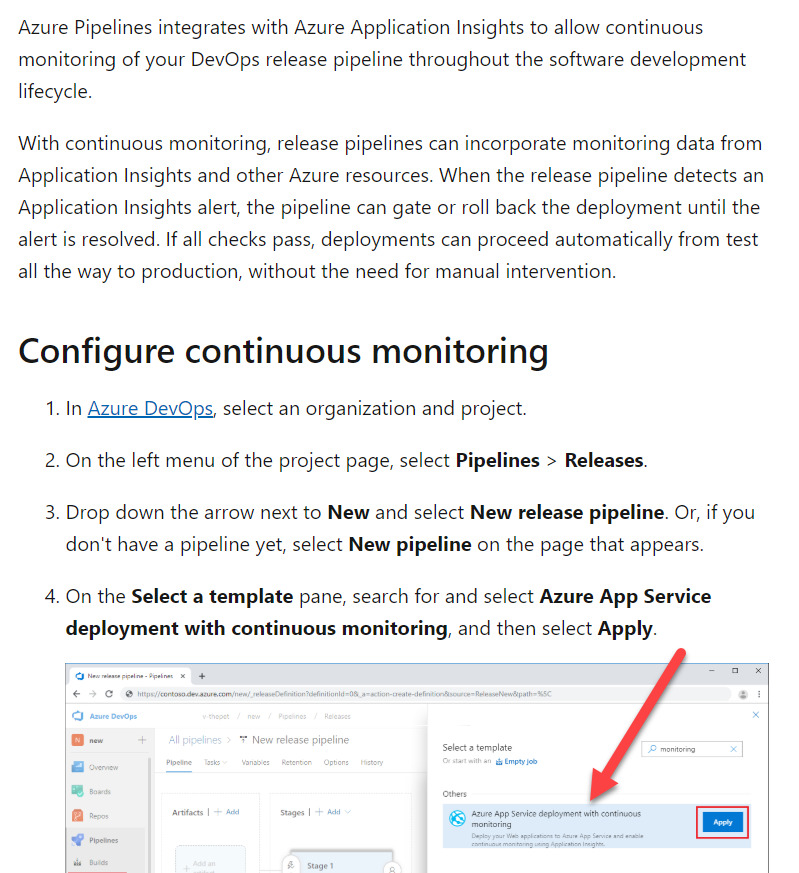 Azure Pipelines integrates with Azure Application Insights to allow continuous
monitoring of your DevOps release pipeline throughout the software development
lifecycle.
With continuous monitoring, release pipelines can incorporate monitoring data from
Application Insights and other Azure resources. When the release pipeline detects an
Application Insights alert, the pipeline can gate or roll back the deployment until the
alert is resolved. If all checks pass, deployments can proceed automatically from test
all the way to production, without the need for manual intervention.
Configure continuous monitoring
1. In Azure DevOps, select an organization and project.
2. On the left menu of the project page, select Pipelines > Releases.
3. Drop down the arrow next to New and select New release pipeline. Or, if you
don't have a pipeline yet, select New pipeline on the page that appears.
4. On the Select a template pane, search for and select Azure App Service
deployment with continuous monitoring, and then select Apply.
New release pipeline - Pipelines
https://contoso.dev.azure.com/new/_releaseDefinition?definitionId=0&_a=action-create-definition&source=ReleaseNew&path=%5C
Azure DevOps
v-thepet / new / Pipelines / Releases
N new
All pipelines > New release pipeline
Pipeline Tasks Variables Retention Options History
Overview
Boards
Repos
Pipelines
Builds
Artifacts | + Add
Stages | + Add
+ Add an
Stage 1
Select a template
Or start with an Empty job
monitoring
Others
Azure App Service deployment with continuous
monitoring
Deploy your Web applications to Azure App Service and enable
continuous monitoring using Application Insights.
Apply